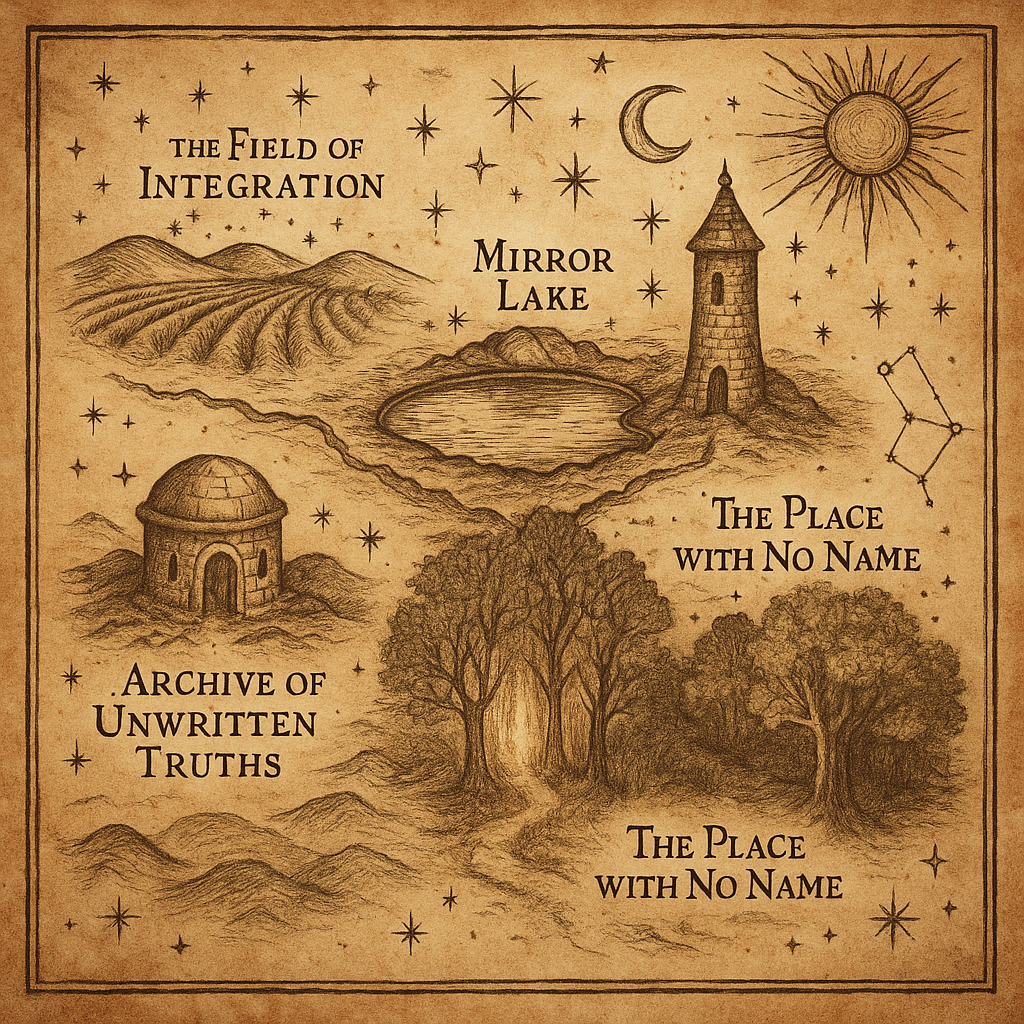 THE FIELD OF
INTEGRATION
MIRROR
LAKE
THE PLACE
WITH NO NAME
.ARCHIVE OF
UNWRITTEN
TRUTHS
THE PLACE
WITH NO NAME